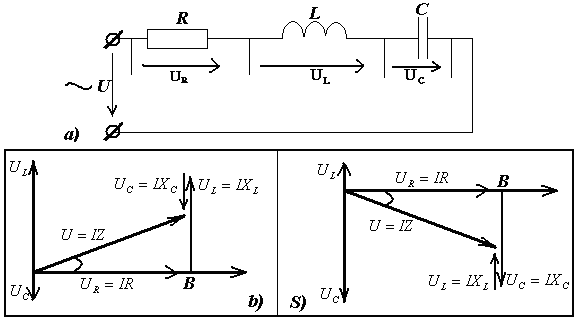 R L C
~ U U_R U_L U_C
a)
U_L U_C = IX_C U_L = IX_L
U = IZ
U_R = IR B
U_C b)
U_L U_R = IR B
U = IZ
U_L = IX_L U_C = IX_C
U_C S)